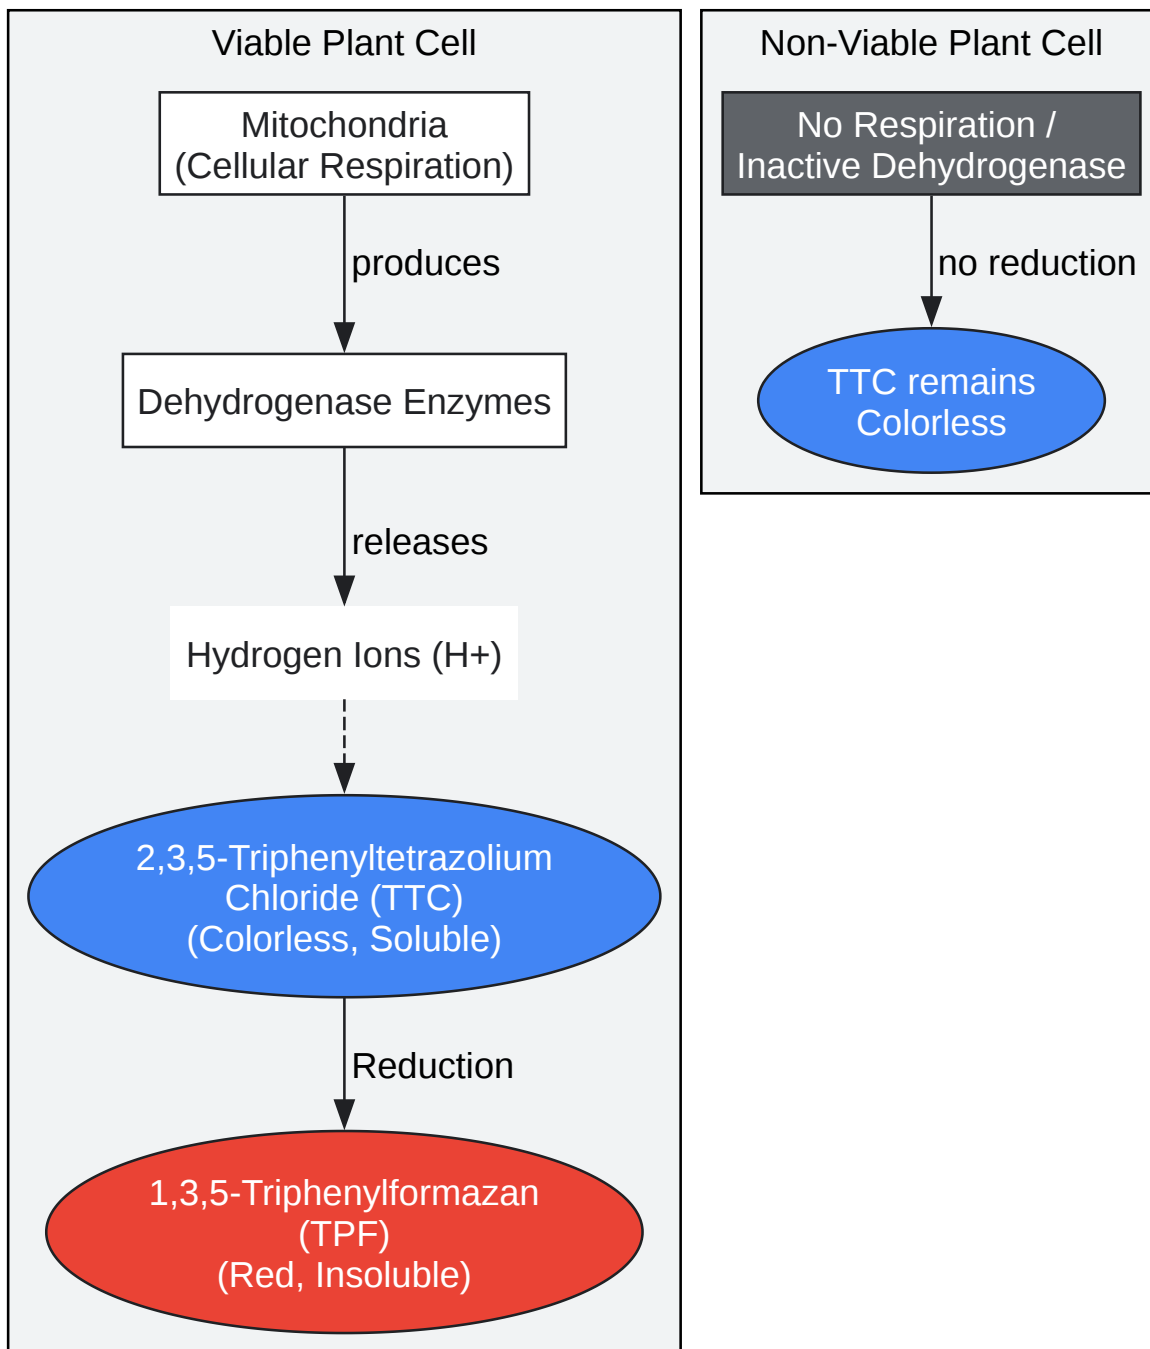 Viable Plant Cell
Mitochondria
(Cellular Respiration)
produces
Dehydrogenase Enzymes
releases
Hydrogen Ions (H+)
2,3,5-Triphenyltetrazolium
Chloride (TTC)
(Colorless, Soluble)
Reduction
1,3,5-Triphenylformazan
(TPF)
(Red, Insoluble)
Non-Viable Plant Cell
No Respiration /
Inactive Dehydrogenase
no reduction
TTC remains
Colorless